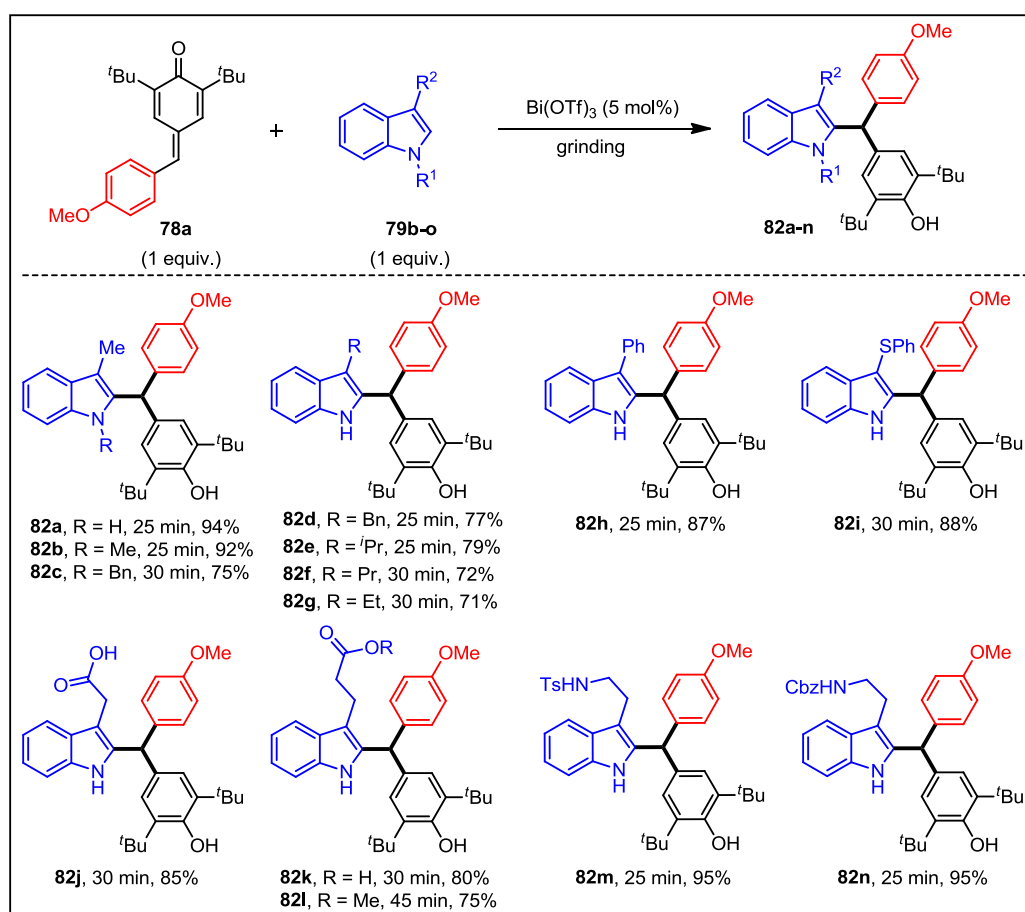 O
tBu
tBu
MeO
78a
(1 equiv.)
+
R2
N
R1
79b-o
(1 equiv.)
Bi(OTf)3 (5 mol%)
grinding
OMe
R2
N
R1
tBu
tBu
OH
82a-n
OMe
Me
N
R
tBu
tBu
OH
82a, R = H, 25 min, 94%
82b, R = Me, 25 min, 92%
82c, R = Bn, 30 min, 75%
OMe
R
N
H
tBu
tBu
OH
82d, R = Bn, 25 min, 77%
82e, R = iPr, 25 min, 79%
82f, R = Pr, 30 min, 72%
82g, R = Et, 30 min, 71%
OMe
Ph
N
H
tBu
tBu
OH
82h, 25 min, 87%
OMe
SPh
N
H
tBu
tBu
OH
82i, 30 min, 88%
OH
O
OMe
N
H
tBu
tBu
OH
82j, 30 min, 85%
O
OR
OMe
N
H
tBu
tBu
OH
82k, R = H, 30 min, 80%
82l, R = Me, 45 min, 75%
OMe
TsHN
N
H
tBu
tBu
OH
82m, 25 min, 95%
OMe
CbzHN
N
H
tBu
tBu
OH
82n, 25 min, 95%